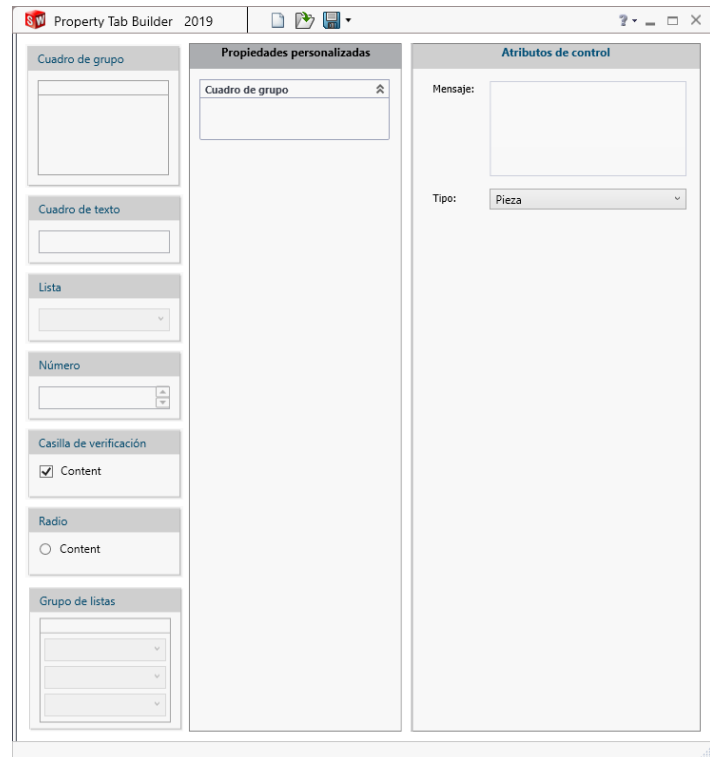 SW Property Tab Builder 2019
?
Cuadro de grupo
Cuadro de texto
Lista
Número
Casilla de verificación
Content
Radio
Content
Grupo de listas
Propiedades personalizadas
Cuadro de grupo
Atributos de control
Mensaje:
Tipo: Pieza